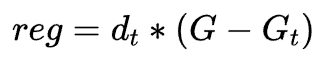 reg = d_t * (G − G_t)